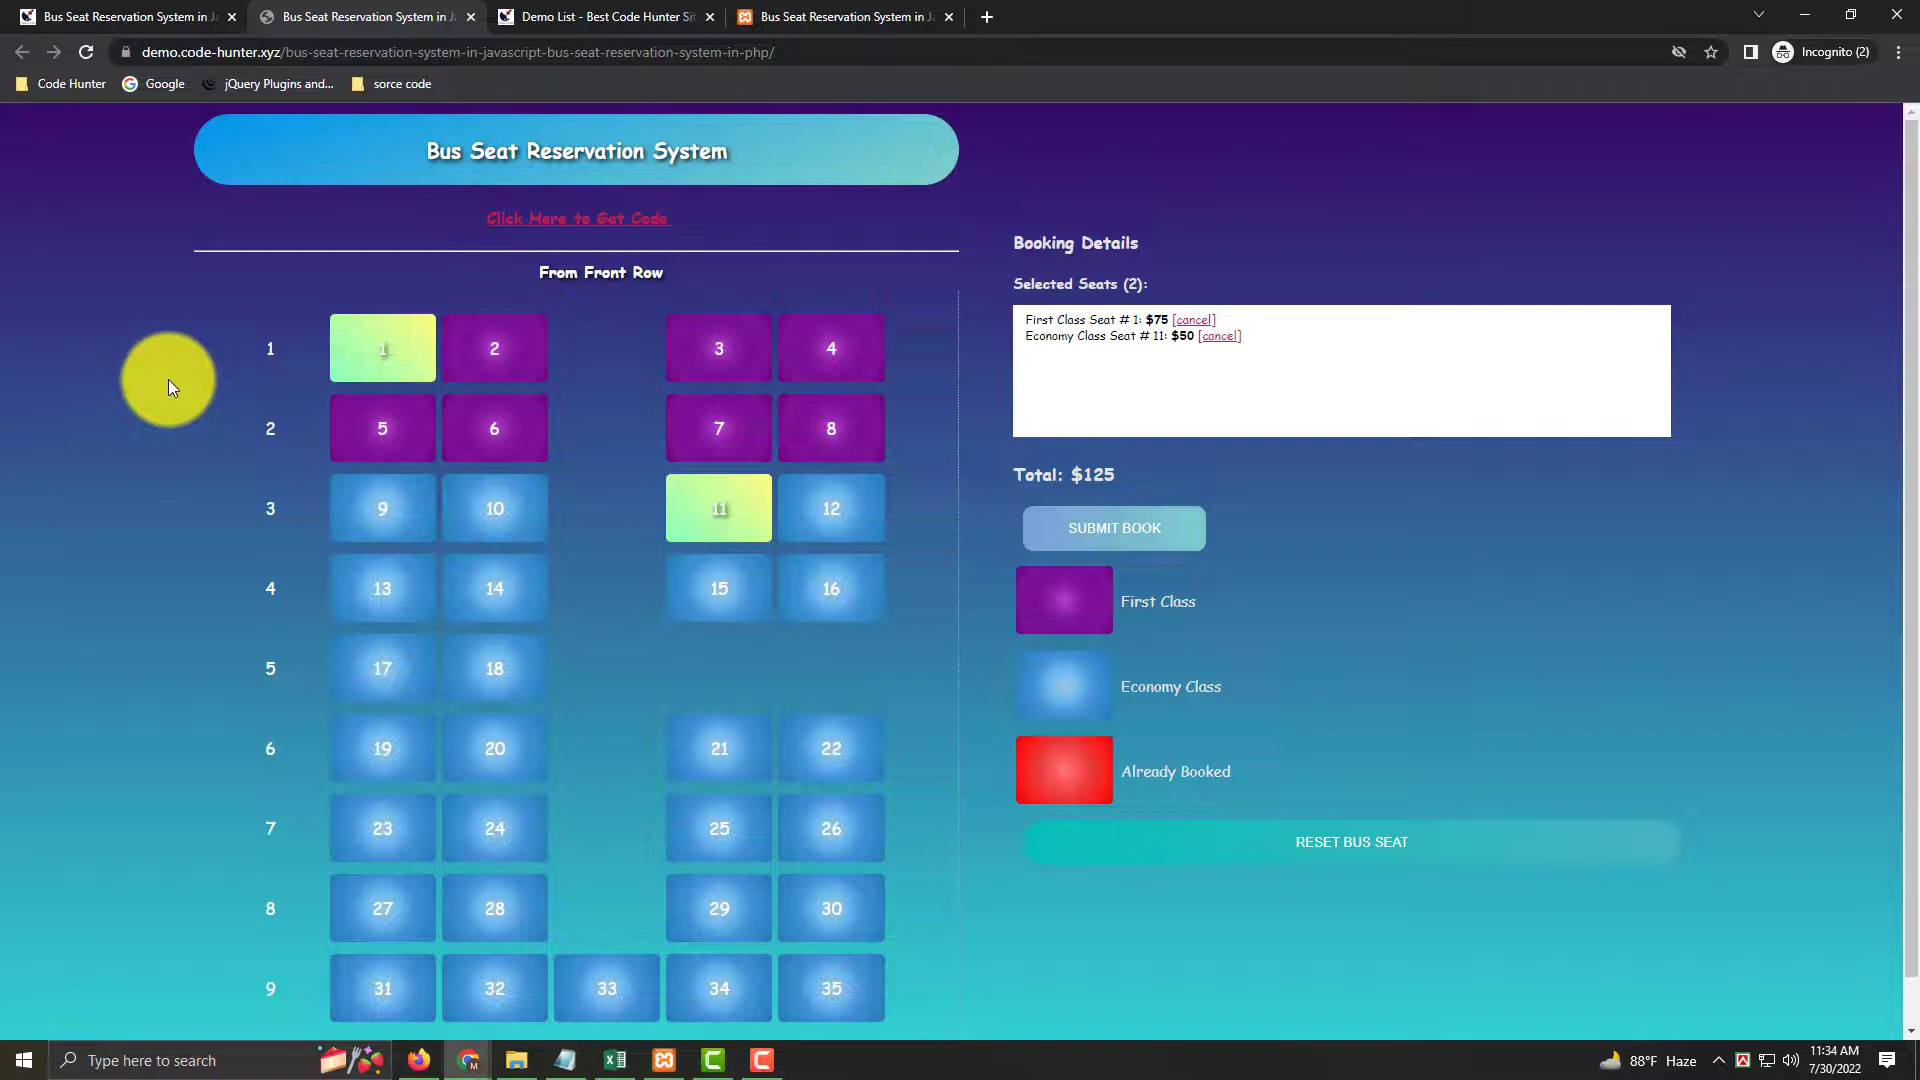 Bus Seat Reservation System in J
Bus Seat Reservation System in J
Demo List - Best Code Hunter Si
Bus Seat Reservation System in J
demo.code-hunter.xyz/bus-seat-reservation-system-in-javascript-bus-seat-reservation-system-in-php/
Incognito (2)
Code Hunter
Google
jQuery Plugins and...
sorce code
Bus Seat Reservation System
Click Here to Get Code
From Front Row
1 1 2 3 4
2 5 6 7 8
3 9 10 11 12
4 13 14 15 16
5 17 18
6 19 20 21 22
7 23 24 25 26
8 27 28 29 30
9 31 32 33 34 35
Booking Details
Selected Seats (2):
First Class Seat # 1: $75 [cancel]
Economy Class Seat # 11: $50 [cancel]
Total: $125
SUBMIT BOOK
First Class
Economy Class
Already Booked
RESET BUS SEAT
Type here to search
88°F Haze
11:34 AM
7/30/2022